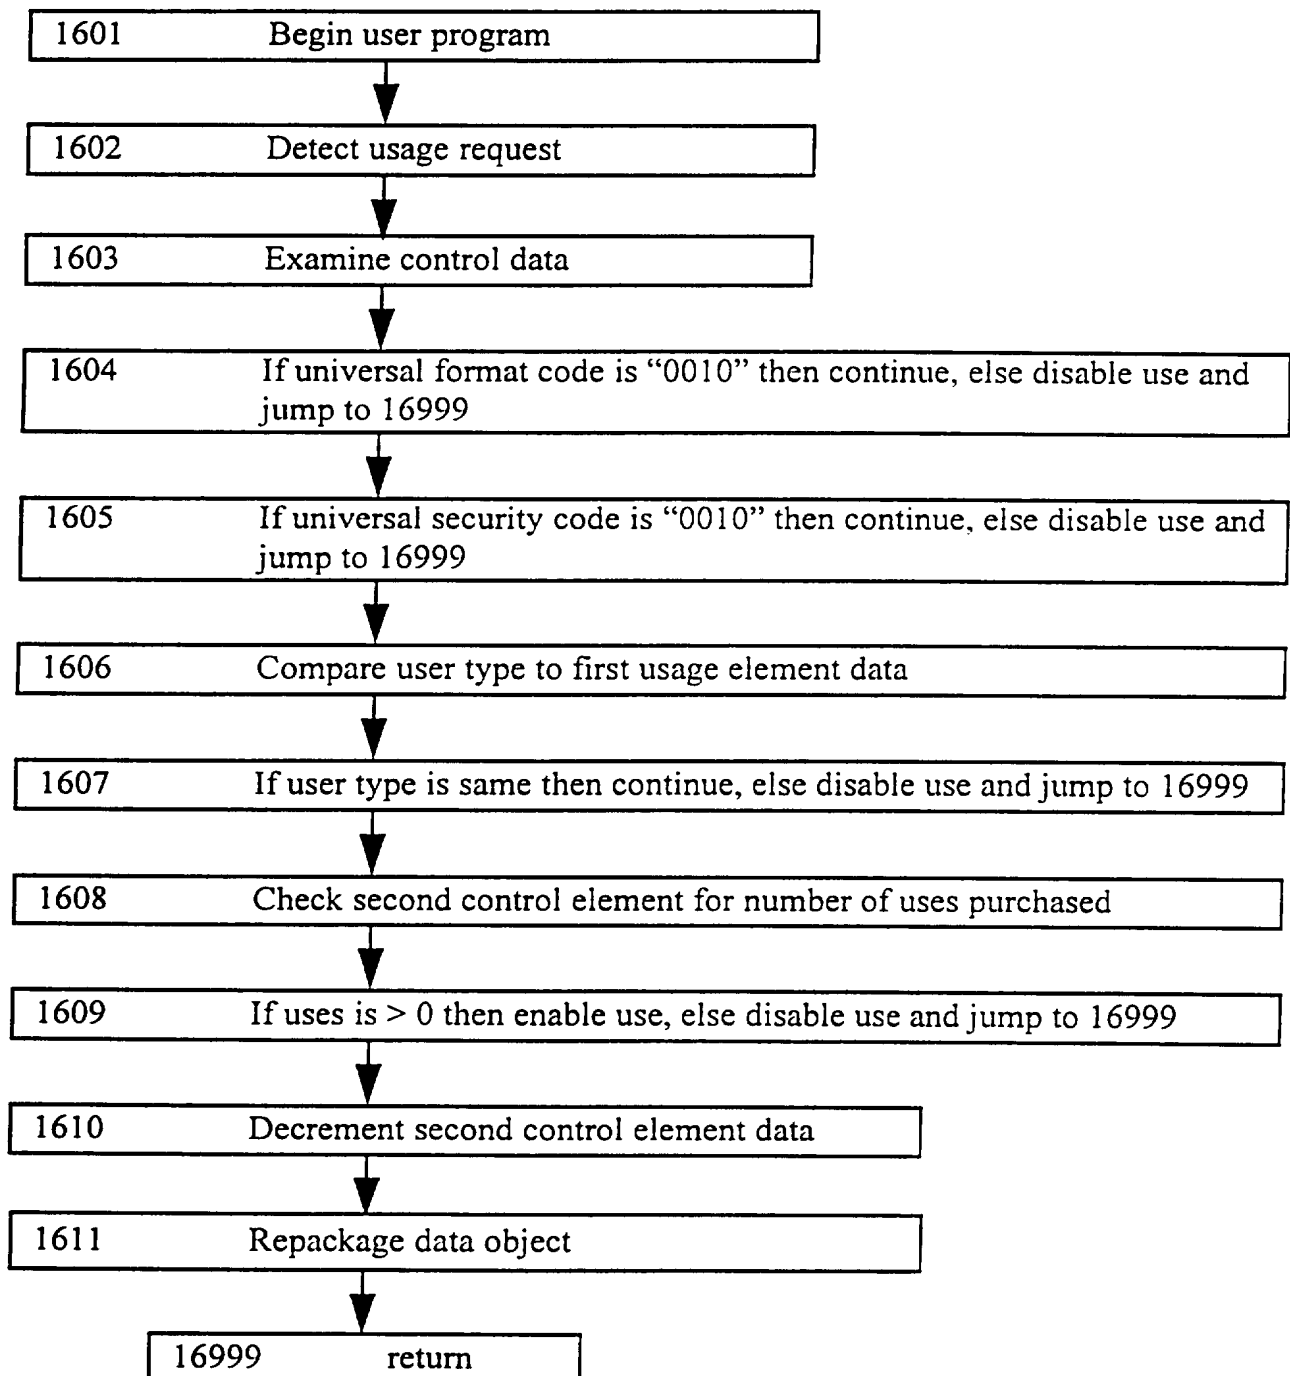 1601 Begin user program
1602 Detect usage request
1603 Examine control data
1604 If universal format code is “0010” then continue, else disable use and
jump to 16999
1605 If universal security code is “0010” then continue, else disable use and
jump to 16999
1606 Compare user type to first usage element data
1607 If user type is same then continue, else disable use and jump to 16999
1608 Check second control element for number of uses purchased
1609 If uses is > 0 then enable use, else disable use and jump to 16999
1610 Decrement second control element data
1611 Repackage data object
16999 return